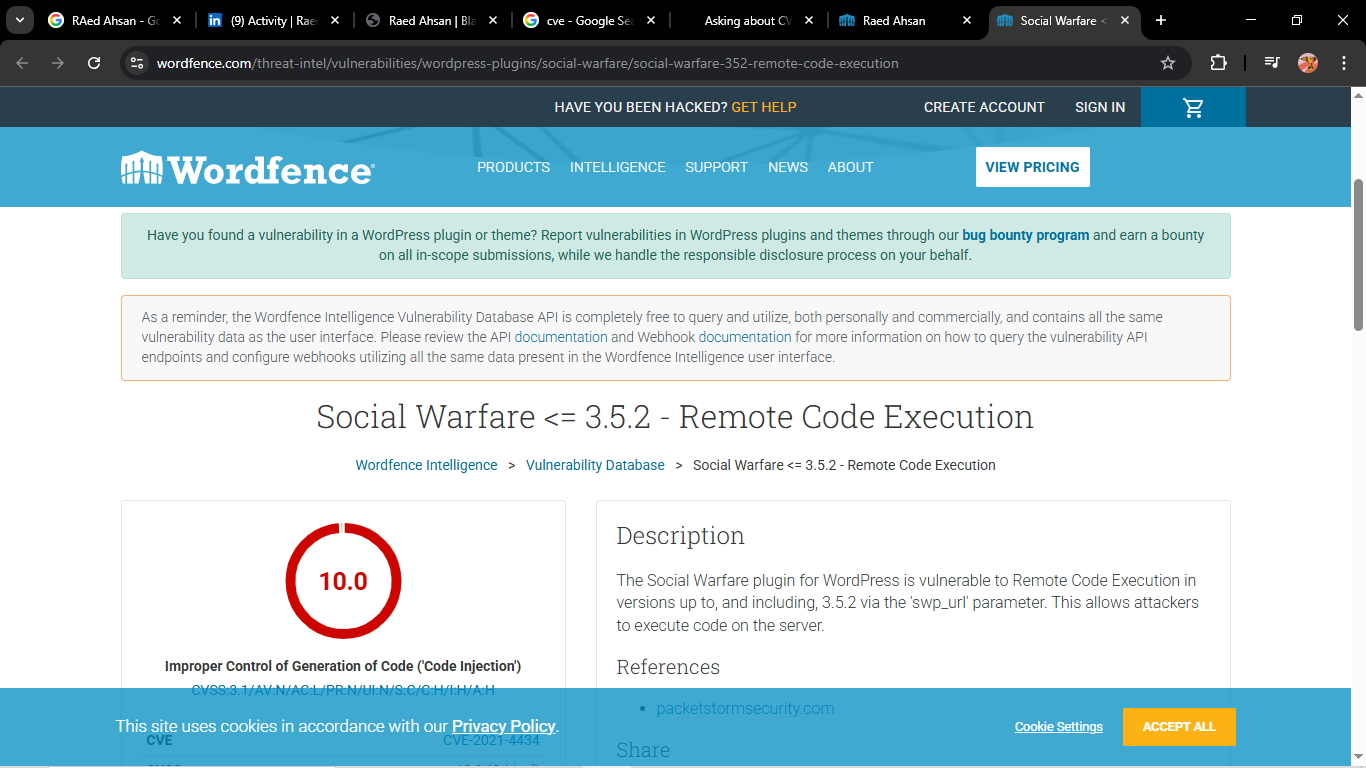 RAed Ahsan - Go
(9) Activity | Raed
Raed Ahsan | Bla
cve - Google Sea
Asking about CV
Raed Ahsan
Social Warfare <
wordfence.com/threat-intel/vulnerabilities/wordpress-plugins/social-warfare/social-warfare-352-remote-code-execution
HAVE YOU BEEN HACKED? GET HELP
CREATE ACCOUNT
SIGN IN
Wordfence
PRODUCTS
INTELLIGENCE
SUPPORT
NEWS
ABOUT
VIEW PRICING
Have you found a vulnerability in a WordPress plugin or theme? Report vulnerabilities in WordPress plugins and themes through our bug bounty program and earn a bounty
on all in-scope submissions, while we handle the responsible disclosure process on your behalf.
As a reminder, the Wordfence Intelligence Vulnerability Database API is completely free to query and utilize, both personally and commercially, and contains all the same
vulnerability data as the user interface. Please review the API documentation and Webhook documentation for more information on how to query the vulnerability API
endpoints and configure webhooks utilizing all the same data present in the Wordfence Intelligence user interface.
Social Warfare <= 3.5.2 - Remote Code Execution
Wordfence Intelligence > Vulnerability Database > Social Warfare <= 3.5.2 - Remote Code Execution
10.0
Improper Control of Generation of Code ('Code Injection')
CVSS:3.1/AV:N/AC:L/PR:N/UI:N/S:C/C:H/I:H/A:H
CVE
CVE-2021-4434
Description
The Social Warfare plugin for WordPress is vulnerable to Remote Code Execution in
versions up to, and including, 3.5.2 via the 'swp_url' parameter. This allows attackers
to execute code on the server.
References
• packetstormsecurity.com
Share
This site uses cookies in accordance with our Privacy Policy.
Cookie Settings
ACCEPT ALL